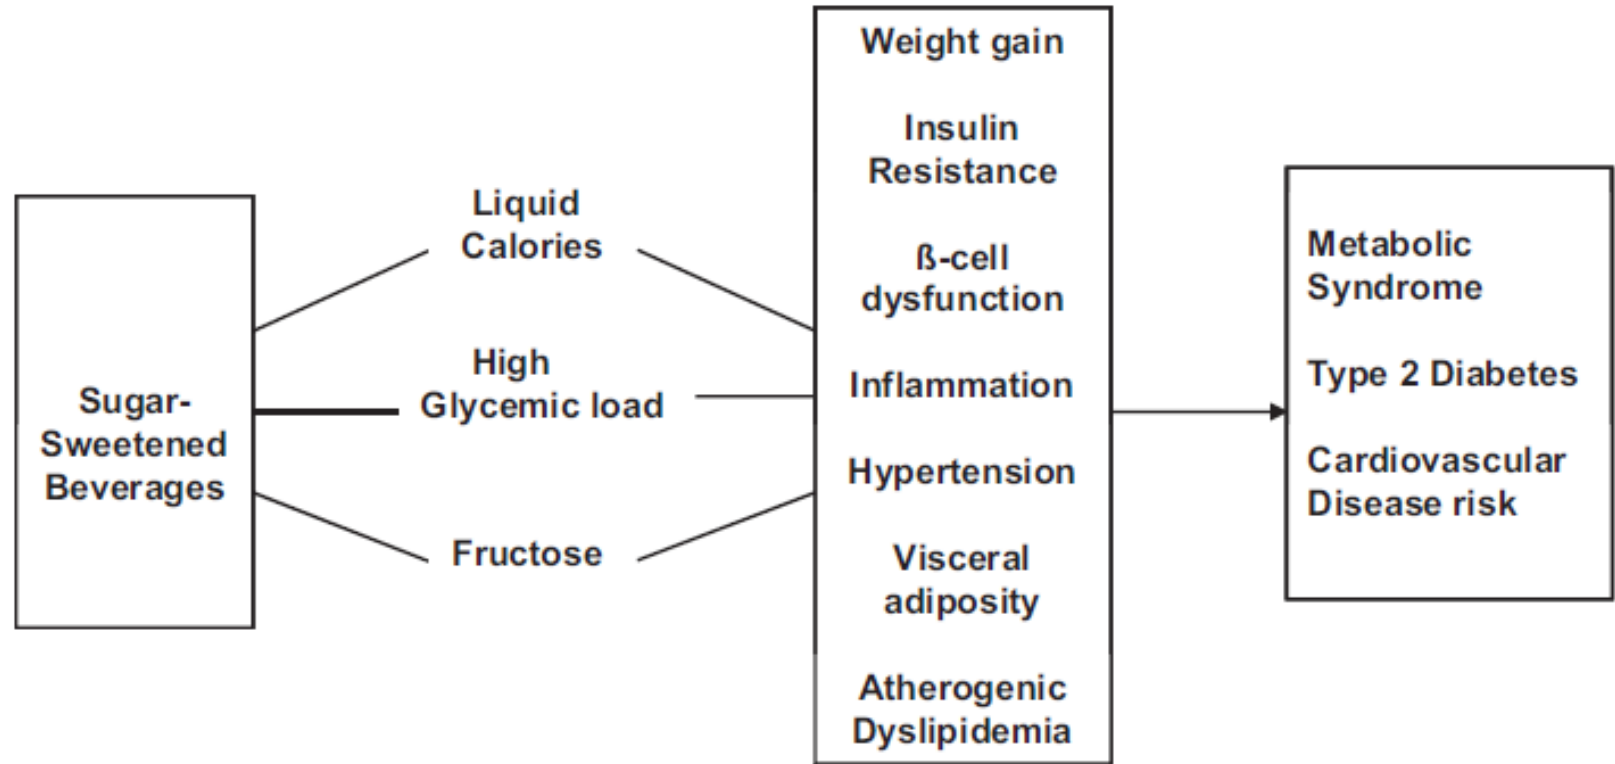 Sugar-
Sweetened
Beverages
Liquid
Calories
High
Glycemic load
Fructose
Weight gain
Insulin
Resistance
ß-cell
dysfunction
Inflammation
Hypertension
Visceral
adiposity
Atherogenic
Dyslipidemia
Metabolic
Syndrome
Type 2 Diabetes
Cardiovascular
Disease risk